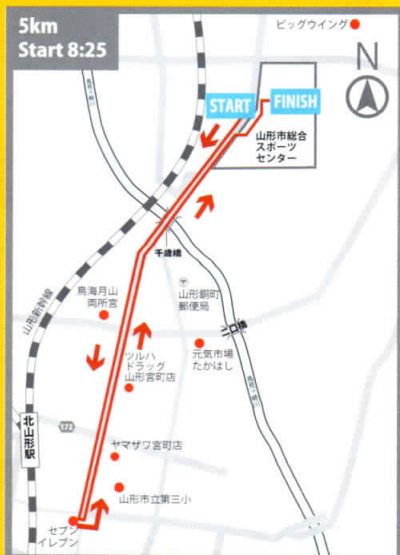 5km
Start 8:25
ビッグウイング
N
START
FINISH
山形市総合
スポーツ
センター
千歳橋
山形新幹線
鳥海月山
両所宮
山形銅町
郵便局
ツルハ
ドラッグ
山形宮町店
元気市場
たかはし
北山形駅
172
ヤマザワ宮町店
山形市立第三小
セブン
イレブン